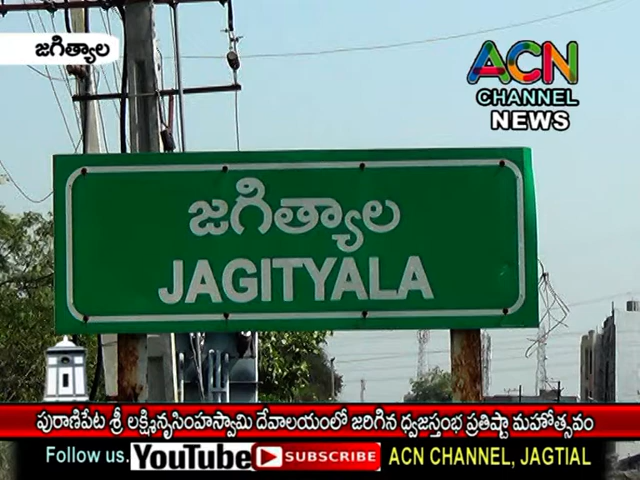 జగిత్యాల
ACN
CHANNEL
NEWS
జగిత్యాల
JAGITYALA
పురాణిపేట శ్రీ లక్ష్మీనృసింహస్వామి దేవాలయంలో జరిగిన ధ్వజస్తంభ ప్రతిష్టా మహోత్సవం
Follow us. YouTube SUBSCRIBE ACN CHANNEL, JAGTIAL